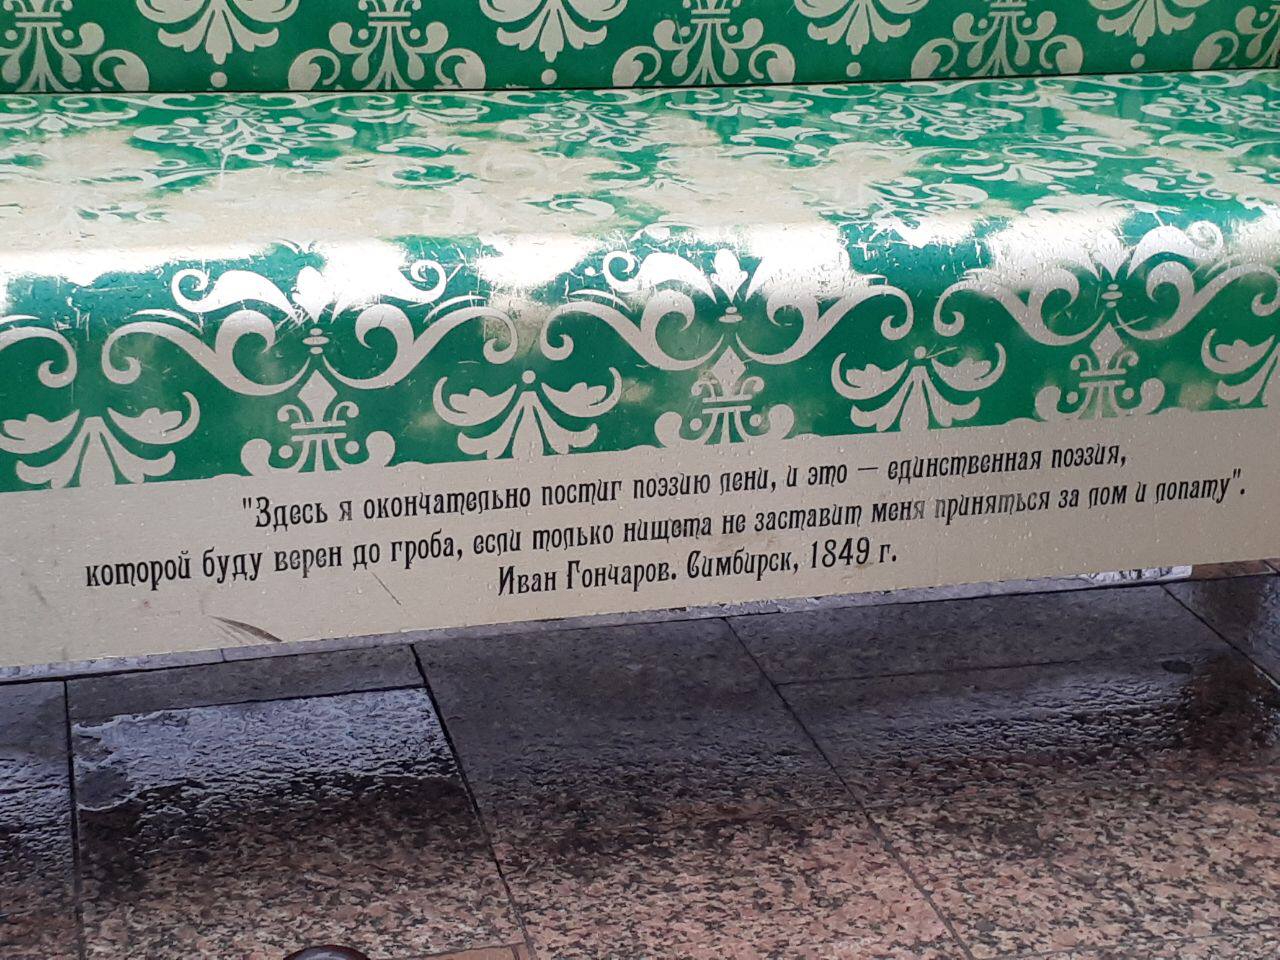 "Здесь я окончательно постиг поэзию лени, и это — единственная поэзия,
которой буду верен до гроба, если только нищета не заставит меня приняться за лом и лопату".
Иван Гончаров. Симбирск, 1849 г.